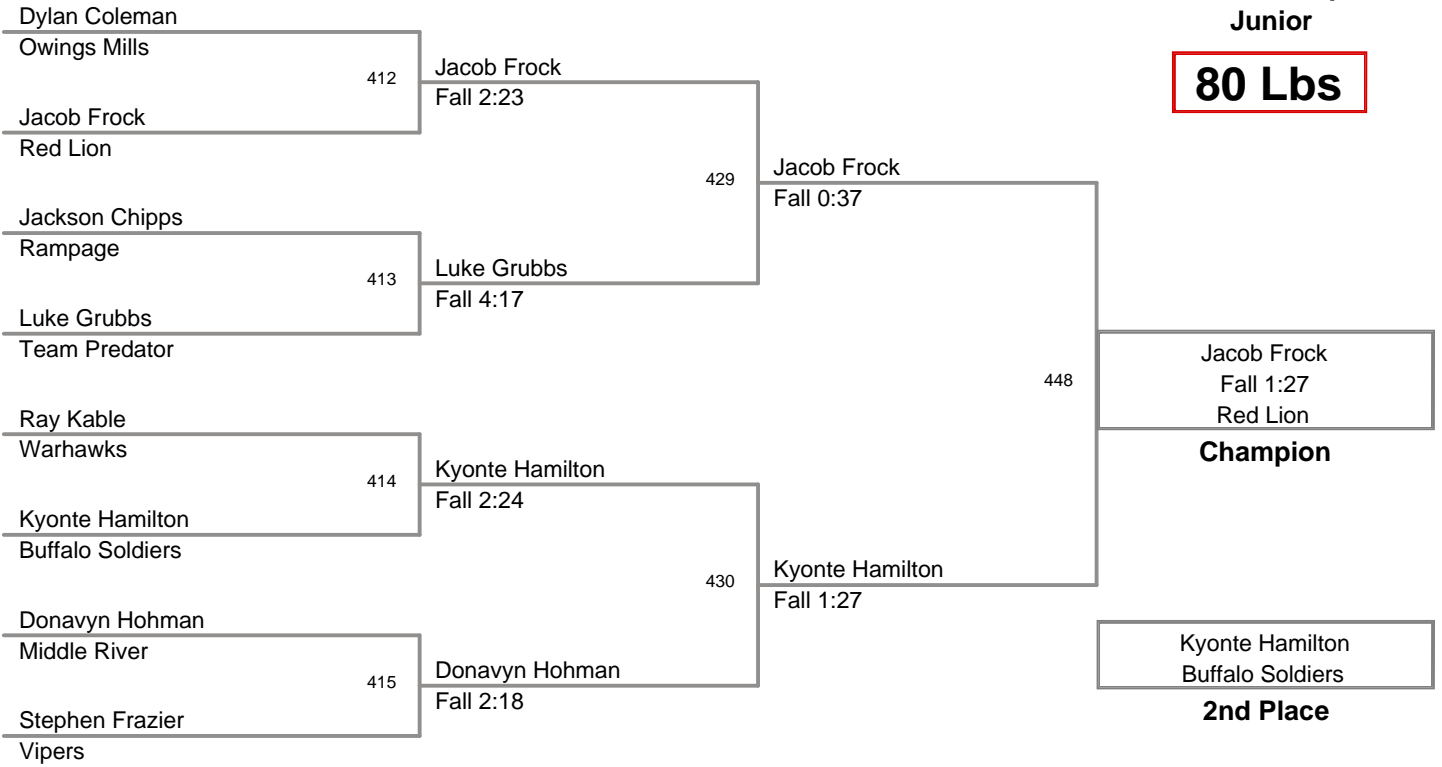 Junior
80 Lbs
Dylan Coleman
Owings Mills
412
Jacob Frock
Fall 2:23
Jacob Frock
Red Lion
429
Jacob Frock
Fall 0:37
Jackson Chipps
Rampage
413
Luke Grubbs
Fall 4:17
Luke Grubbs
Team Predator
448
Jacob Frock
Fall 1:27
Red Lion
Champion
Ray Kable
Warhawks
414
Kyonte Hamilton
Fall 2:24
Kyonte Hamilton
Buffalo Soldiers
430
Kyonte Hamilton
Fall 1:27
Donavyn Hohman
Middle River
415
Donavyn Hohman
Fall 2:18
Stephen Frazier
Vipers
Kyonte Hamilton
Buffalo Soldiers
2nd Place